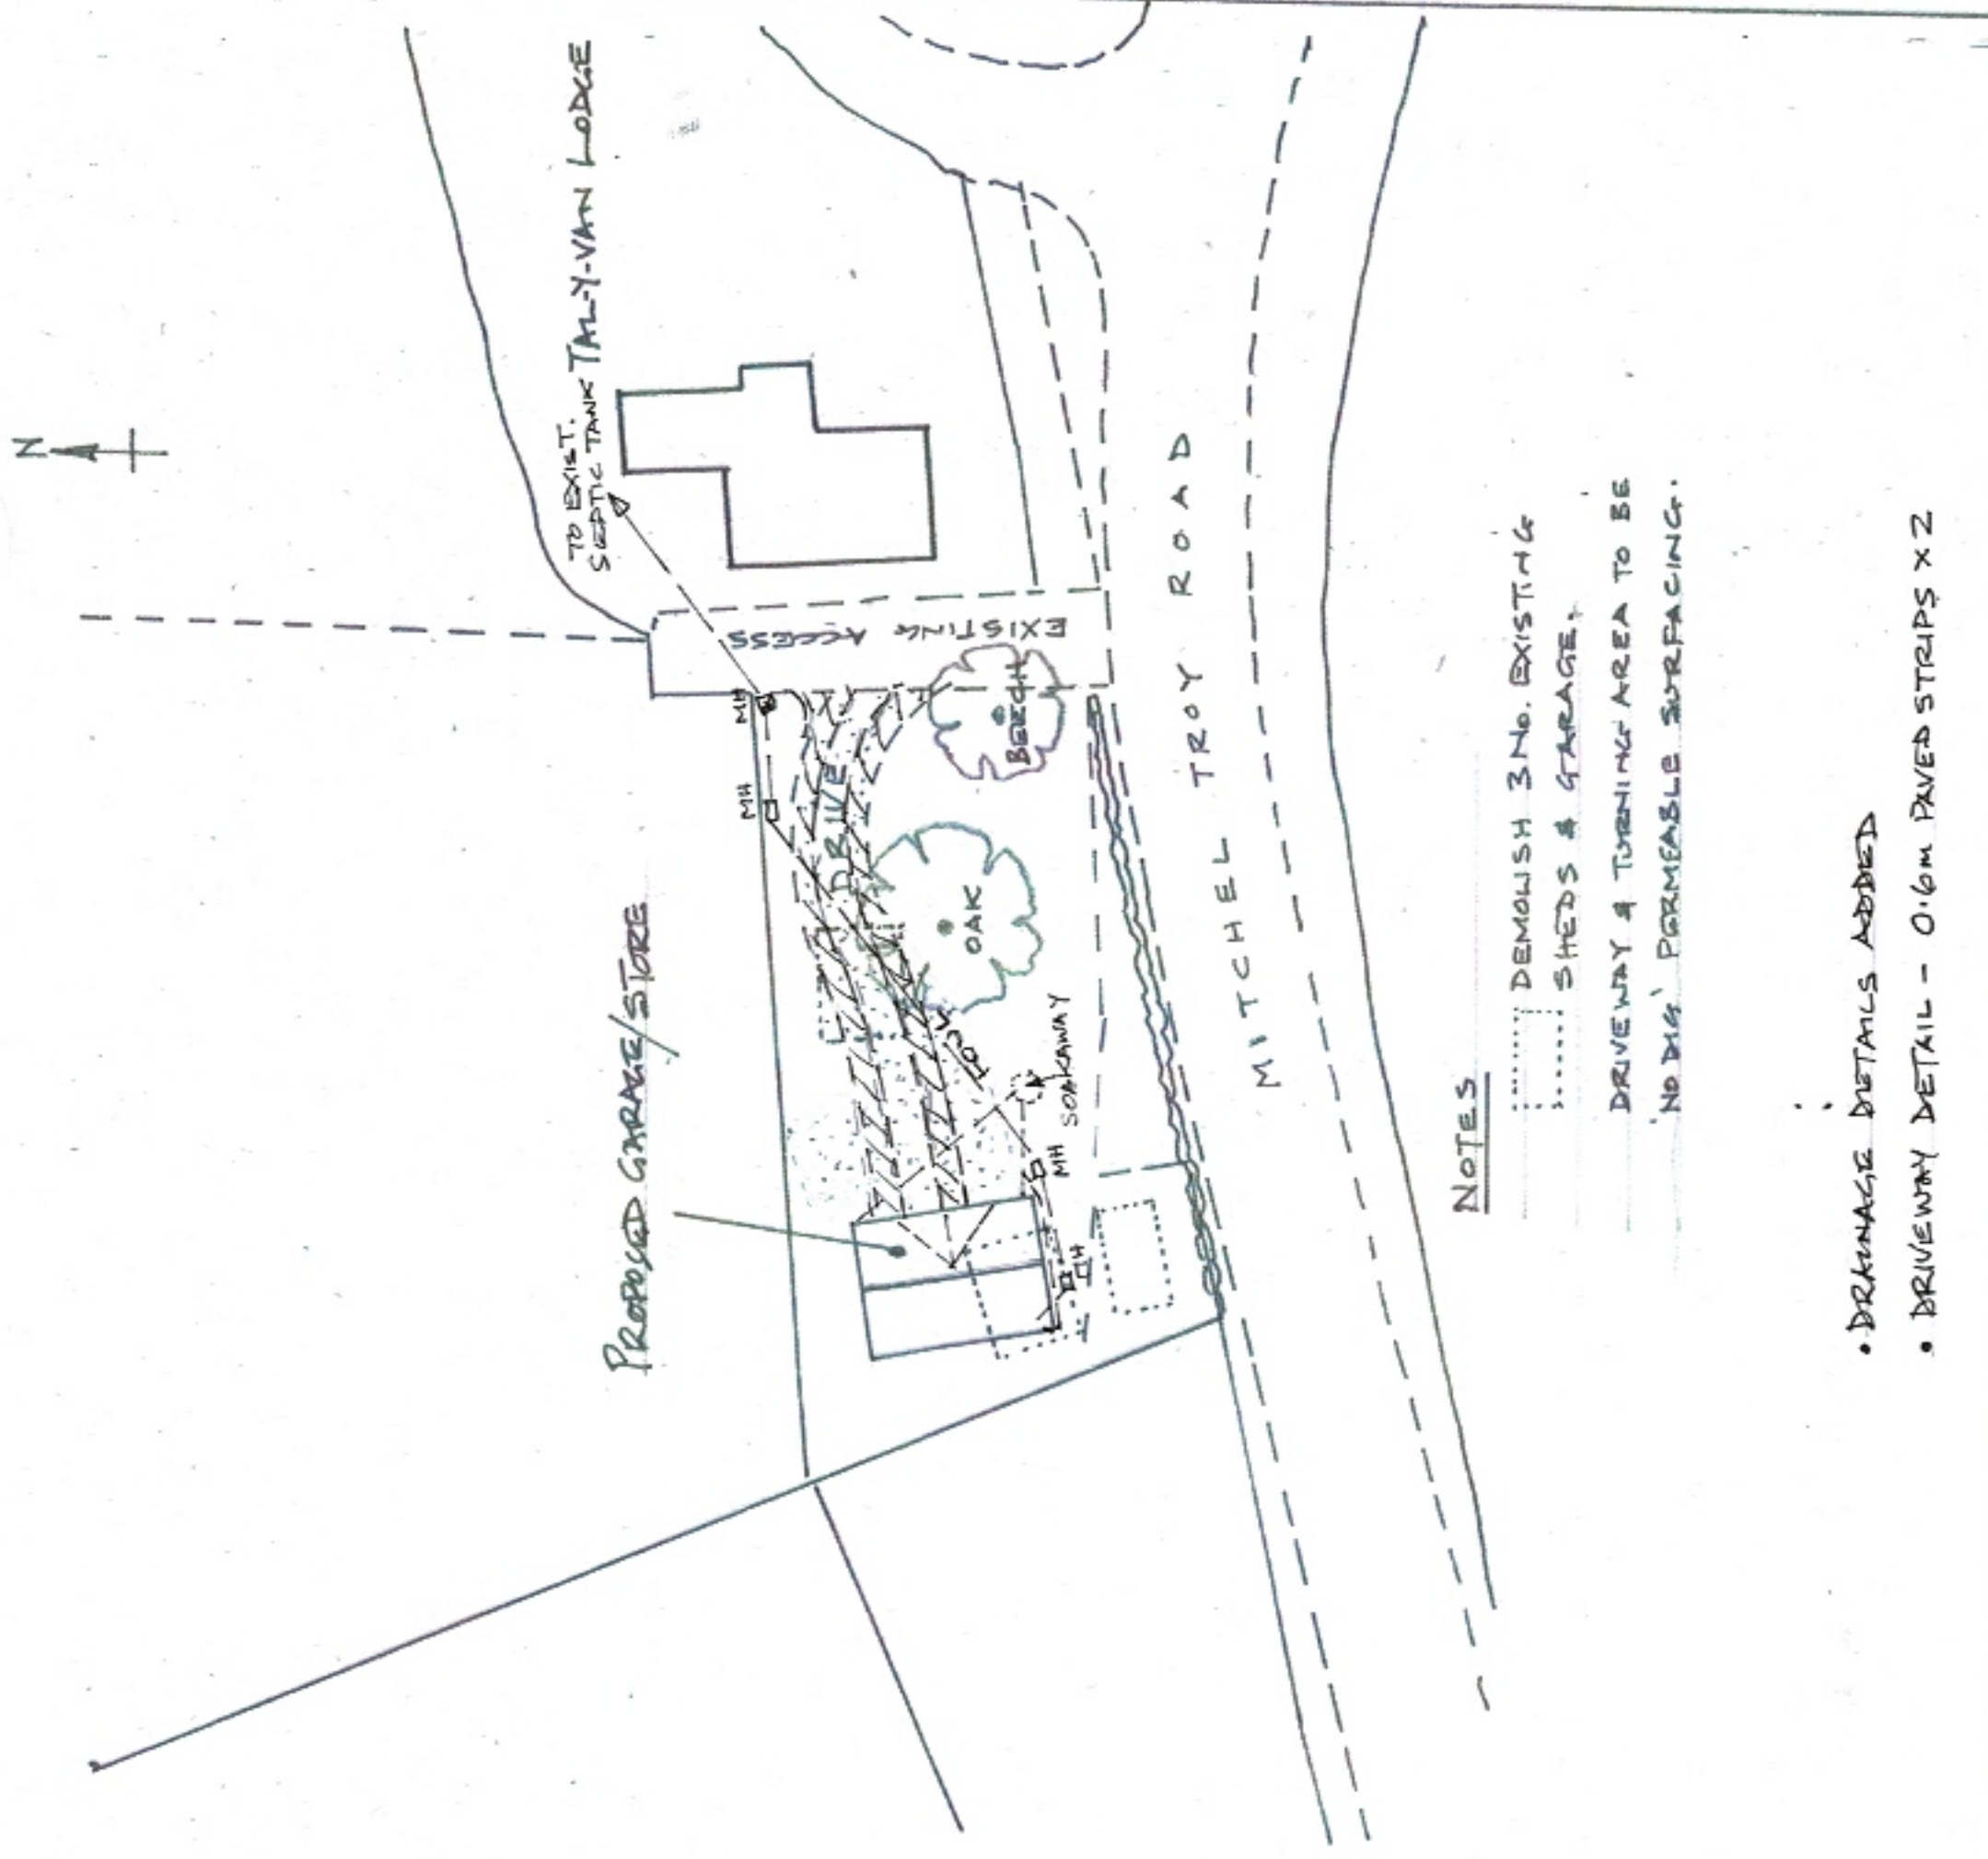 N
TO EXIST.
SEPTIC TANK
TAL-Y-VAN LODGE
EXISTING ACCESS
MH
MH
DRIVE
BEECH
OAK
PROPOSED GARAGE/STORE
SOAKAWAY
MH
MITCHEL TROY ROAD
NOTES
DEMOLISH 3 No. EXISTING
SHEDS & GARAGE.
DRIVEWAY & TURNING AREA TO BE
'NO DIG' PERMEABLE SURFACING.
• DRAINAGE DETAILS ADDED
• DRIVEWAY DETAIL - 0.6m PAVED STRIPS X 2